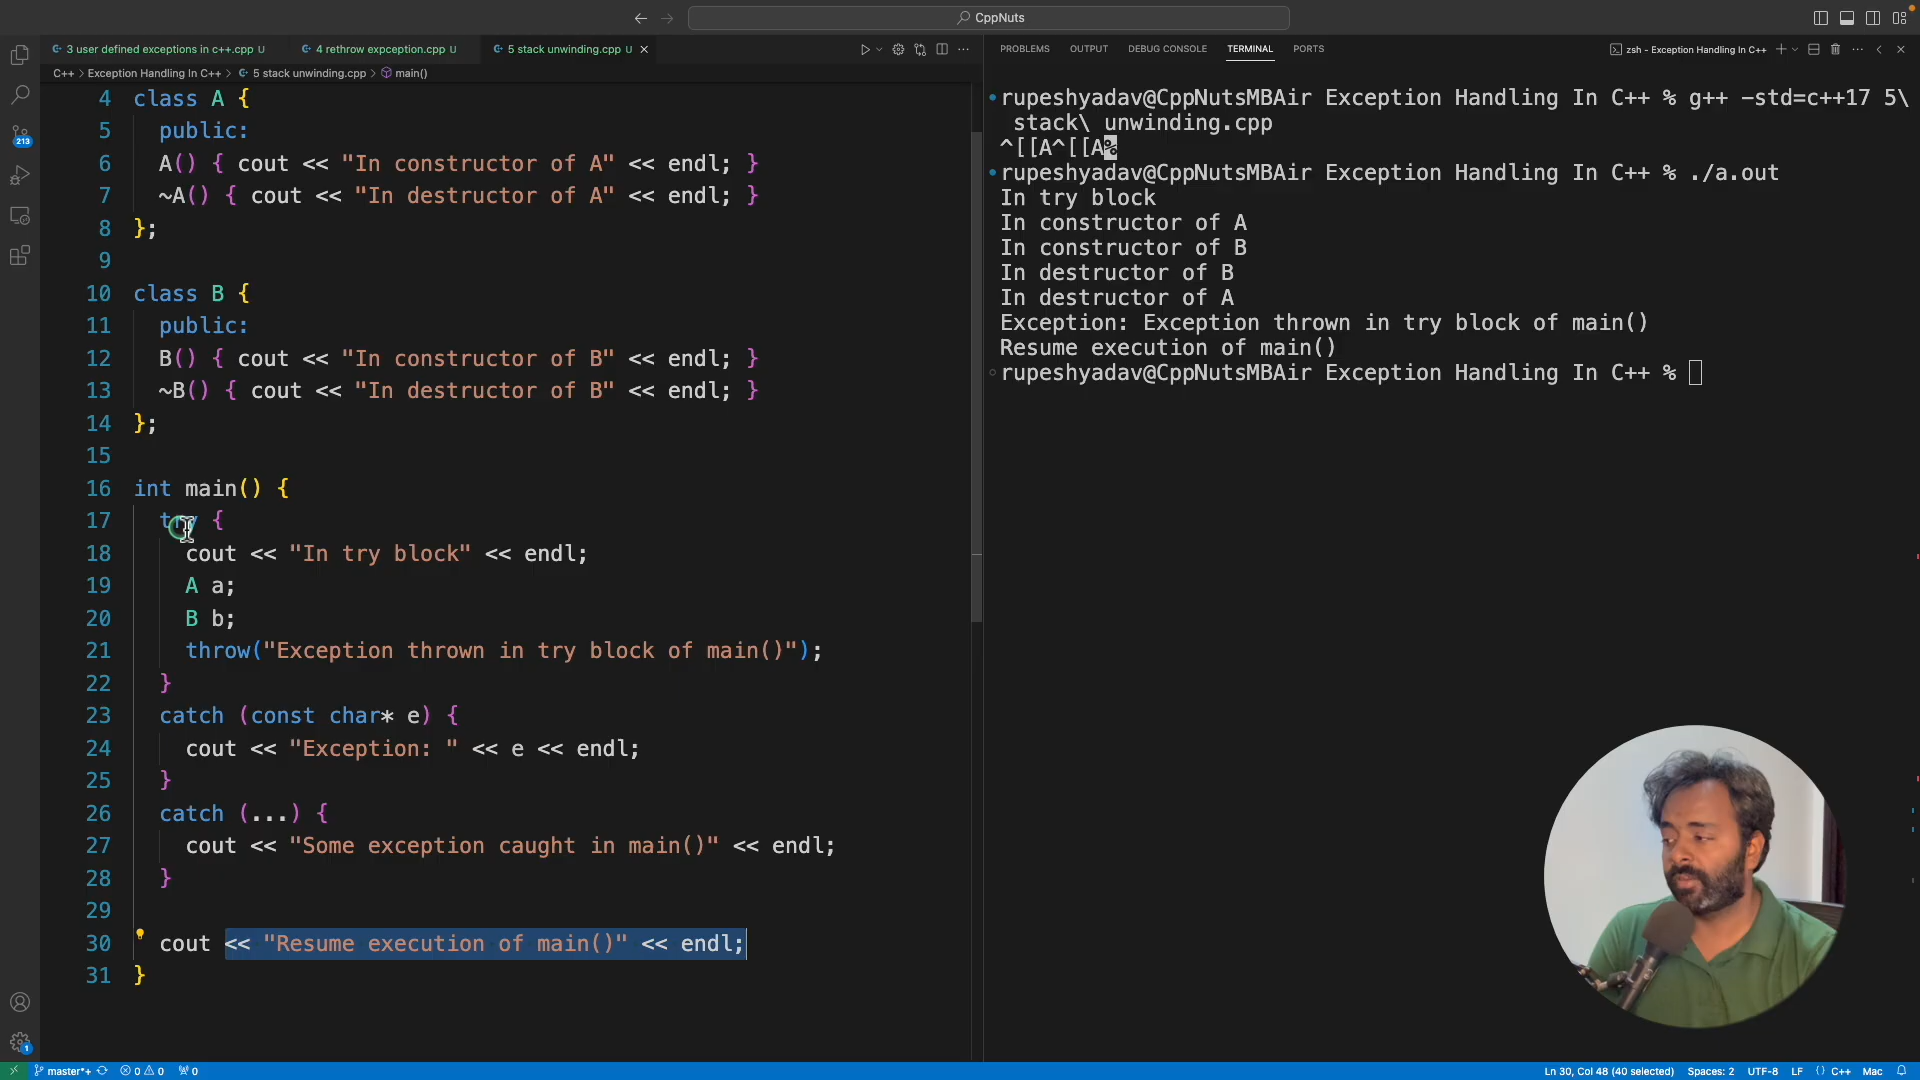 CppNuts
3 user defined exceptions in c++.cpp U
4 rethrow expception.cpp U
5 stack unwinding.cpp U
PROBLEMS OUTPUT DEBUG CONSOLE TERMINAL PORTS
zsh - Exception Handling In C++
C++ > Exception Handling In C++ > 5 stack unwinding.cpp > main()
4 class A {
5 public:
6 A() { cout << "In constructor of A" << endl; }
7 ~A() { cout << "In destructor of A" << endl; }
8 };
9
10 class B {
11 public:
12 B() { cout << "In constructor of B" << endl; }
13 ~B() { cout << "In destructor of B" << endl; }
14 };
15
16 int main() {
17 try {
18 cout << "In try block" << endl;
19 A a;
20 B b;
21 throw("Exception thrown in try block of main()");
22 }
23 catch (const char* e) {
24 cout << "Exception: " << e << endl;
25 }
26 catch (...) {
27 cout << "Some exception caught in main()" << endl;
28 }
29
30 cout << "Resume execution of main()" << endl;
31 }
rupeshyadav@CppNutsMBAir Exception Handling In C++ % g++ -std=c++17 5\
stack\ unwinding.cpp
^[[A^[[A%
rupeshyadav@CppNutsMBAir Exception Handling In C++ % ./a.out
In try block
In constructor of A
In constructor of B
In destructor of B
In destructor of A
Exception: Exception thrown in try block of main()
Resume execution of main()
rupeshyadav@CppNutsMBAir Exception Handling In C++ %
213
1
master*+ 0 0 0
Ln 30, Col 48 (40 selected) Spaces: 2 UTF-8 LF {} C++ Mac